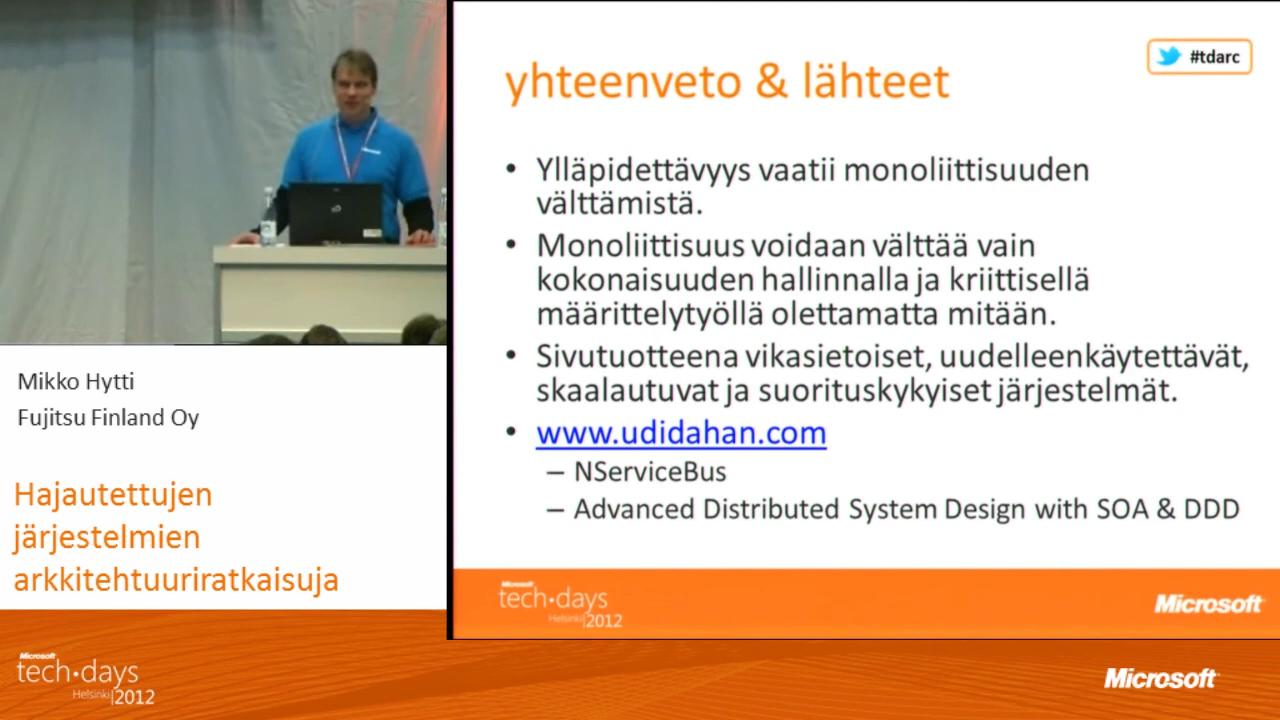 Mikko Hytti
Fujitsu Finland Oy
Hajautettujen
järjestelmien
arkkitehtuuriratkaisuja
Microsoft
tech·days
Helsinki|2012
#tdarc
yhteenveto & lähteet
• Ylläpidettävyys vaatii monoliittisuuden
välttämistä.
• Monoliittisuus voidaan välttää vain
kokonaisuuden hallinnalla ja kriittisellä
määrittelytyöllä olettamatta mitään.
• Sivutuotteena vikasietoiset, uudelleenkäytettävät,
skaalautuvat ja suorituskykyiset järjestelmät.
• www.udidahan.com
– NServiceBus
– Advanced Distributed System Design with SOA & DDD
Microsoft
tech·days
Helsinki|2012
Microsoft
Microsoft